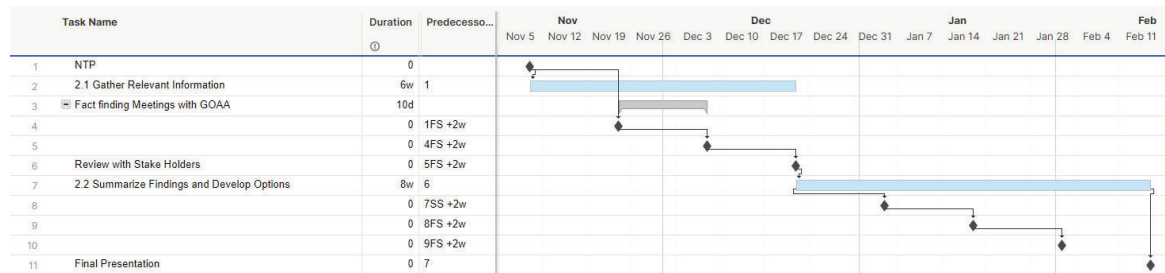 Task Name Duration Predecesso... Nov Dec Jan Feb
Nov 5 Nov 12 Nov 19 Nov 26 Dec 3 Dec 10 Dec 17 Dec 24 Dec 31 Jan 7 Jan 14 Jan 21 Jan 28 Feb 4 Feb 11
1 NTP 0
2 2.1 Gather Relevant Information 6w 1
3 Fact finding Meetings with GOAA 10d
4 0 1FS +2w
5 0 4FS +2w
6 Review with Stake Holders 0 5FS +2w
7 2.2 Summarize Findings and Develop Options 8w 6
8 0 7SS +2w
9 0 8FS +2w
10 0 9FS +2w
11 Final Presentation 0 7